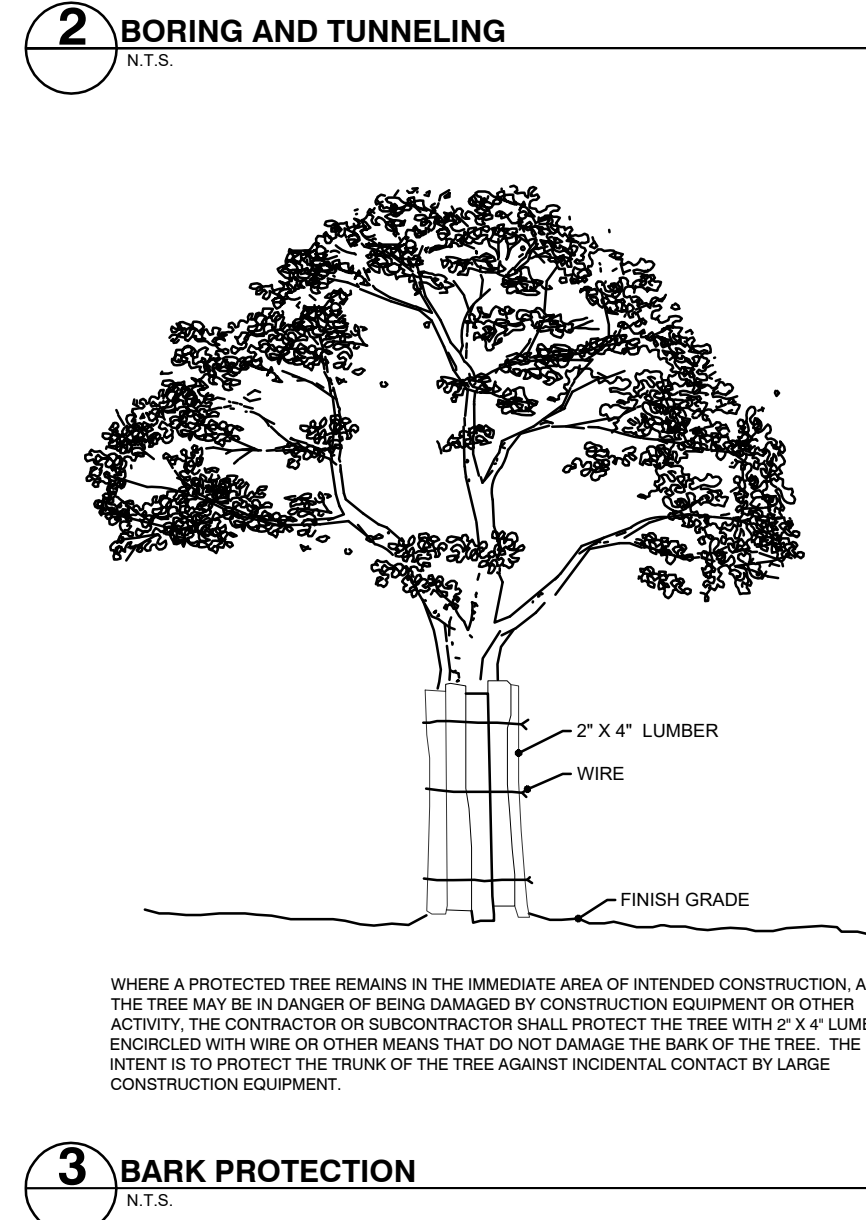 2 BORING AND TUNNELING
N.T.S.
2" X 4" LUMBER
WIRE
FINISH GRADE
WHERE A PROTECTED TREE REMAINS IN THE IMMEDIATE AREA OF INTENDED CONSTRUCTION,
THE TREE MAY BE IN DANGER OF BEING DAMAGED BY CONSTRUCTION EQUIPMENT OR OTHER
ACTIVITY, THE CONTRACTOR OR SUBCONTRACTOR SHALL PROTECT THE TREE WITH 2" X 4"
ENCIRCLED WITH WIRE OR OTHER MEANS THAT DO NOT DAMAGE THE BARK OF THE TREE. THE
INTENT IS TO PROTECT THE TRUNK OF THE TREE AGAINST INCIDENTAL CONTACT BY LARGE
CONSTRUCTION EQUIPMENT.
3 BARK PROTECTION
N.T.S.